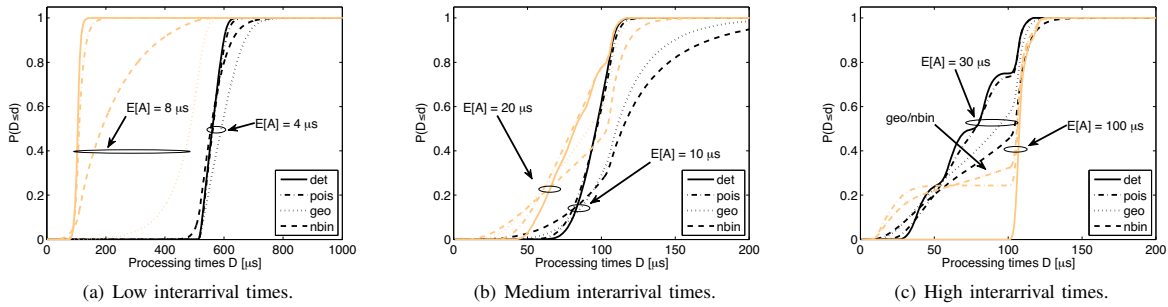 1
0.8
0.6
0.4
0.2
0
P(D≤d)
0 200 400 600 800 1000
Processing times D [μs]
E[A] = 8 μs
E[A] = 4 μs
det
pois
geo
nbin
(a) Low interarrival times.
1
0.8
0.6
0.4
0.2
0
P(D≤d)
0 50 100 150 200
Processing times D [μs]
E[A] = 20 μs
E[A] = 10 μs
det
pois
geo
nbin
(b) Medium interarrival times.
1
0.8
0.6
0.4
0.2
0
P(D≤d)
0 50 100 150 200
Processing times D [μs]
E[A] = 30 μs
geo/nbin
E[A] = 100 μs
det
pois
geo
nbin
(c) High interarrival times.